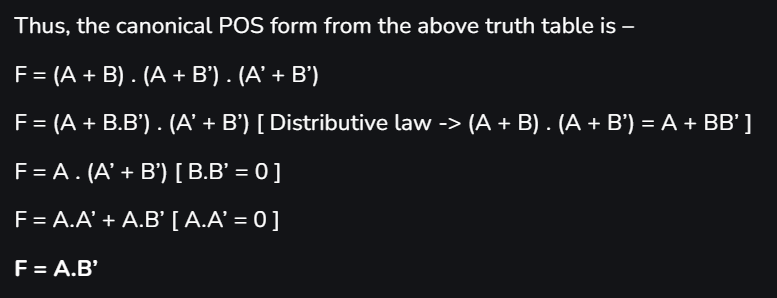 Thus, the canonical POS form from the above truth table is –
F = (A + B) . (A + B’) . (A’ + B’)
F = (A + B.B’) . (A’ + B’) [ Distributive law -> (A + B) . (A + B’) = A + BB’ ]
F = A . (A’ + B’) [ B.B’ = 0 ]
F = A.A’ + A.B’ [ A.A’ = 0 ]
F = A.B’